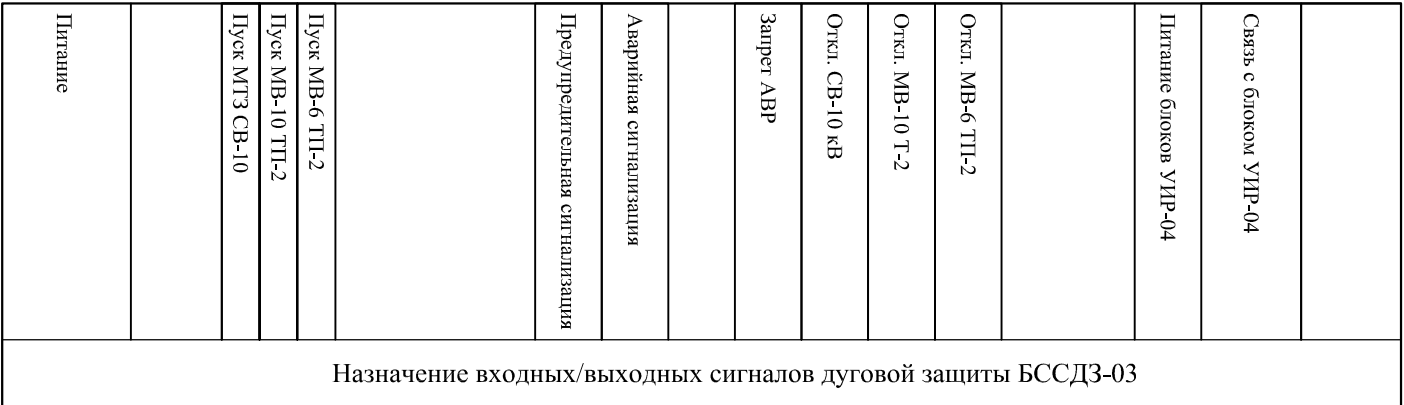 Питание
Пуск МТЗ СВ-10
Пуск МВ-10 ТП-2
Пуск МВ-6 ТП-2
Предупредительная сигнализация
Аварийная сигнализация
Запрет АВР
Откл. СВ-10 кВ
Откл. МВ-10 Т-2
Откл. МВ-6 ТП-2
Питание блоков УИР-04
Связь с блоком УИР-04
Назначение входных/выходных сигналов дуговой защиты БССДЗ-03